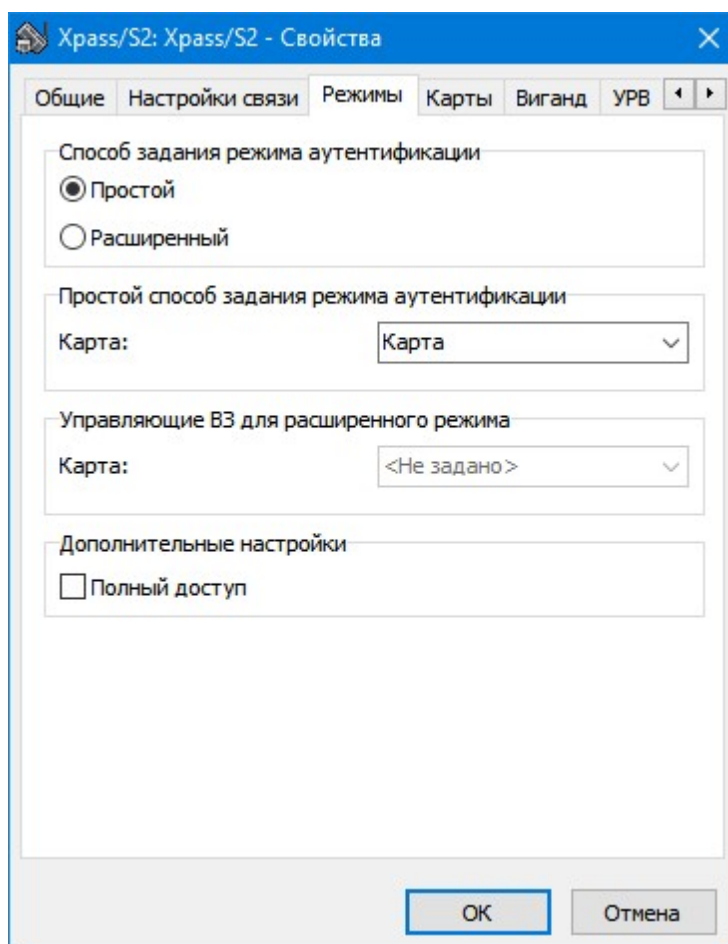 Xpass/S2: Xpass/S2 - Свойства
Общие Настройки связи Режимы Карты Виганд УРВ
Способ задания режима аутентификации
Простой
Расширенный
Простой способ задания режима аутентификации
Карта: Карта
Управляющие ВЗ для расширенного режима
Карта: <Не задано>
Дополнительные настройки
Полный доступ
ОК Отмена